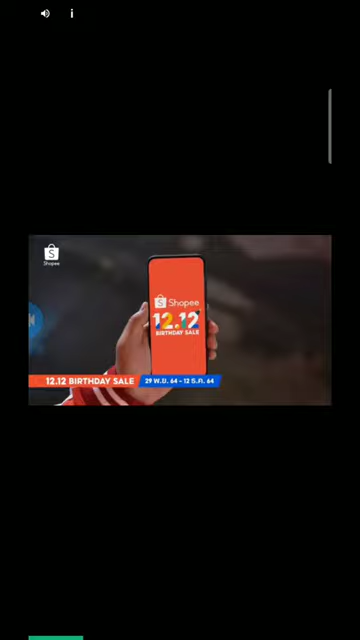 Shopee
Shopee
12.12
BIRTHDAY SALE
12.12 BIRTHDAY SALE
29 พ.ย. 64 - 12 ธ.ค. 64